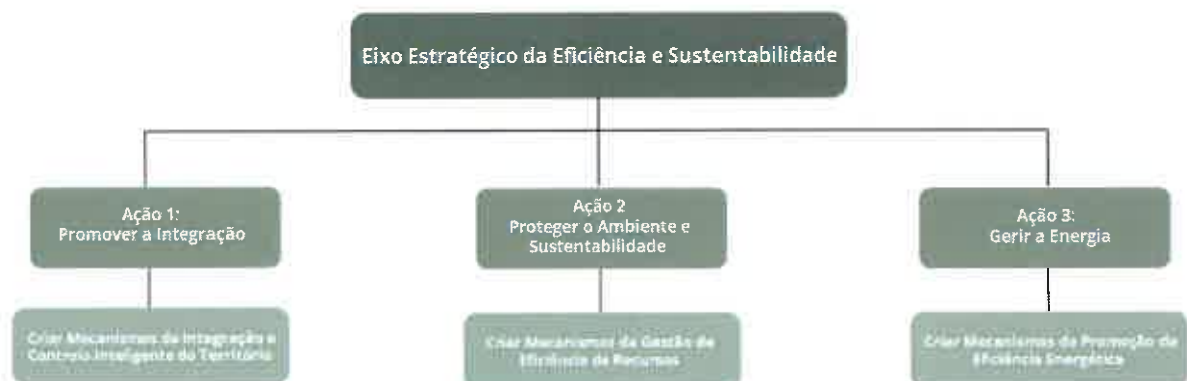 Eixo Estratégico da Eficiência e Sustentabilidade
Ação 1:
Promover a Integração
Ação 2
Proteger o Ambiente e
Sustentabilidade
Ação 3:
Gerir a Energia
Criar Mecanismos de Integração e
Controlo Inteligente do Território
Criar Mecanismos de Gestão de
Eficiência de Recursos
Criar Mecanismos de Promoção de
Eficiência Energética